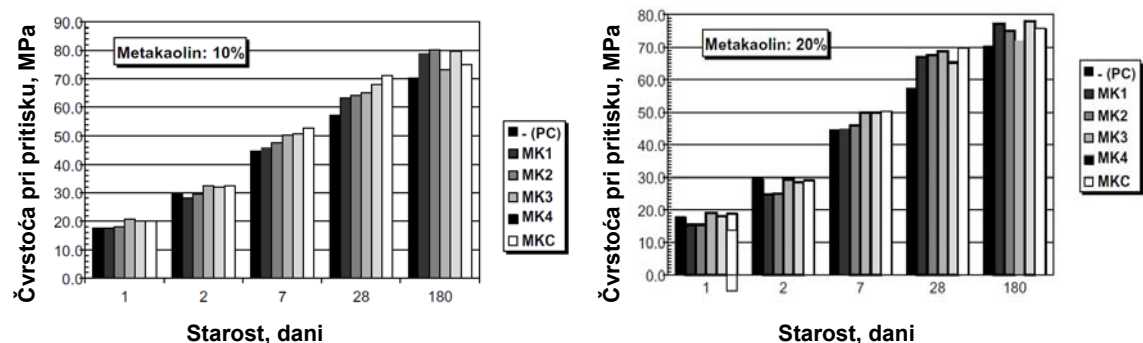 Čvrstoća pri pritisku, MPa
90.0
80.0
70.0
60.0
50.0
40.0
30.0
20.0
10.0
0.0
Metakaolin: 10%
1 2 7 28 180
Starost, dani
- (PC)
MK1
MK2
MK3
MK4
MKC
Čvrstoća pri pritisku, MPa
80.0
70.0
60.0
50.0
40.0
30.0
20.0
10.0
0.0
Metakaolin: 20%
1 2 7 28 180
Starost, dani
- (PC)
MK1
MK2
MK3
MK4
MKC